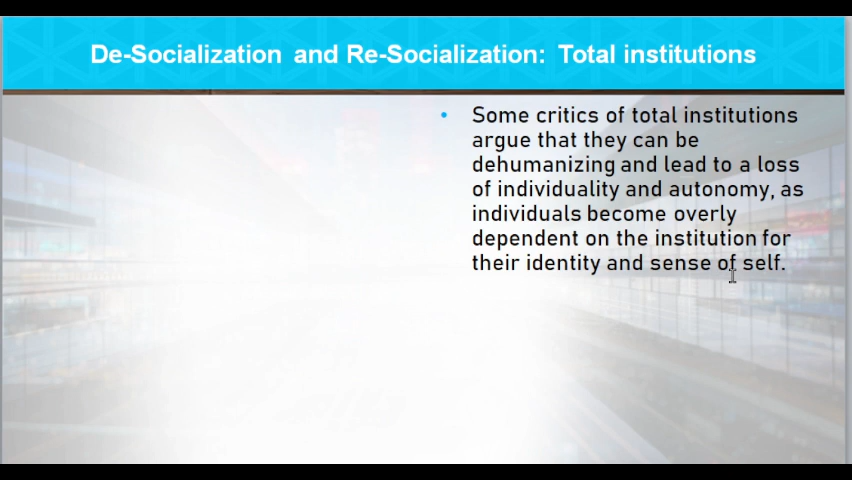 De-Socialization and Re-Socialization: Total institutions
• Some critics of total institutions
argue that they can be
dehumanizing and lead to a loss
of individuality and autonomy, as
individuals become overly
dependent on the institution for
their identity and sense of self.